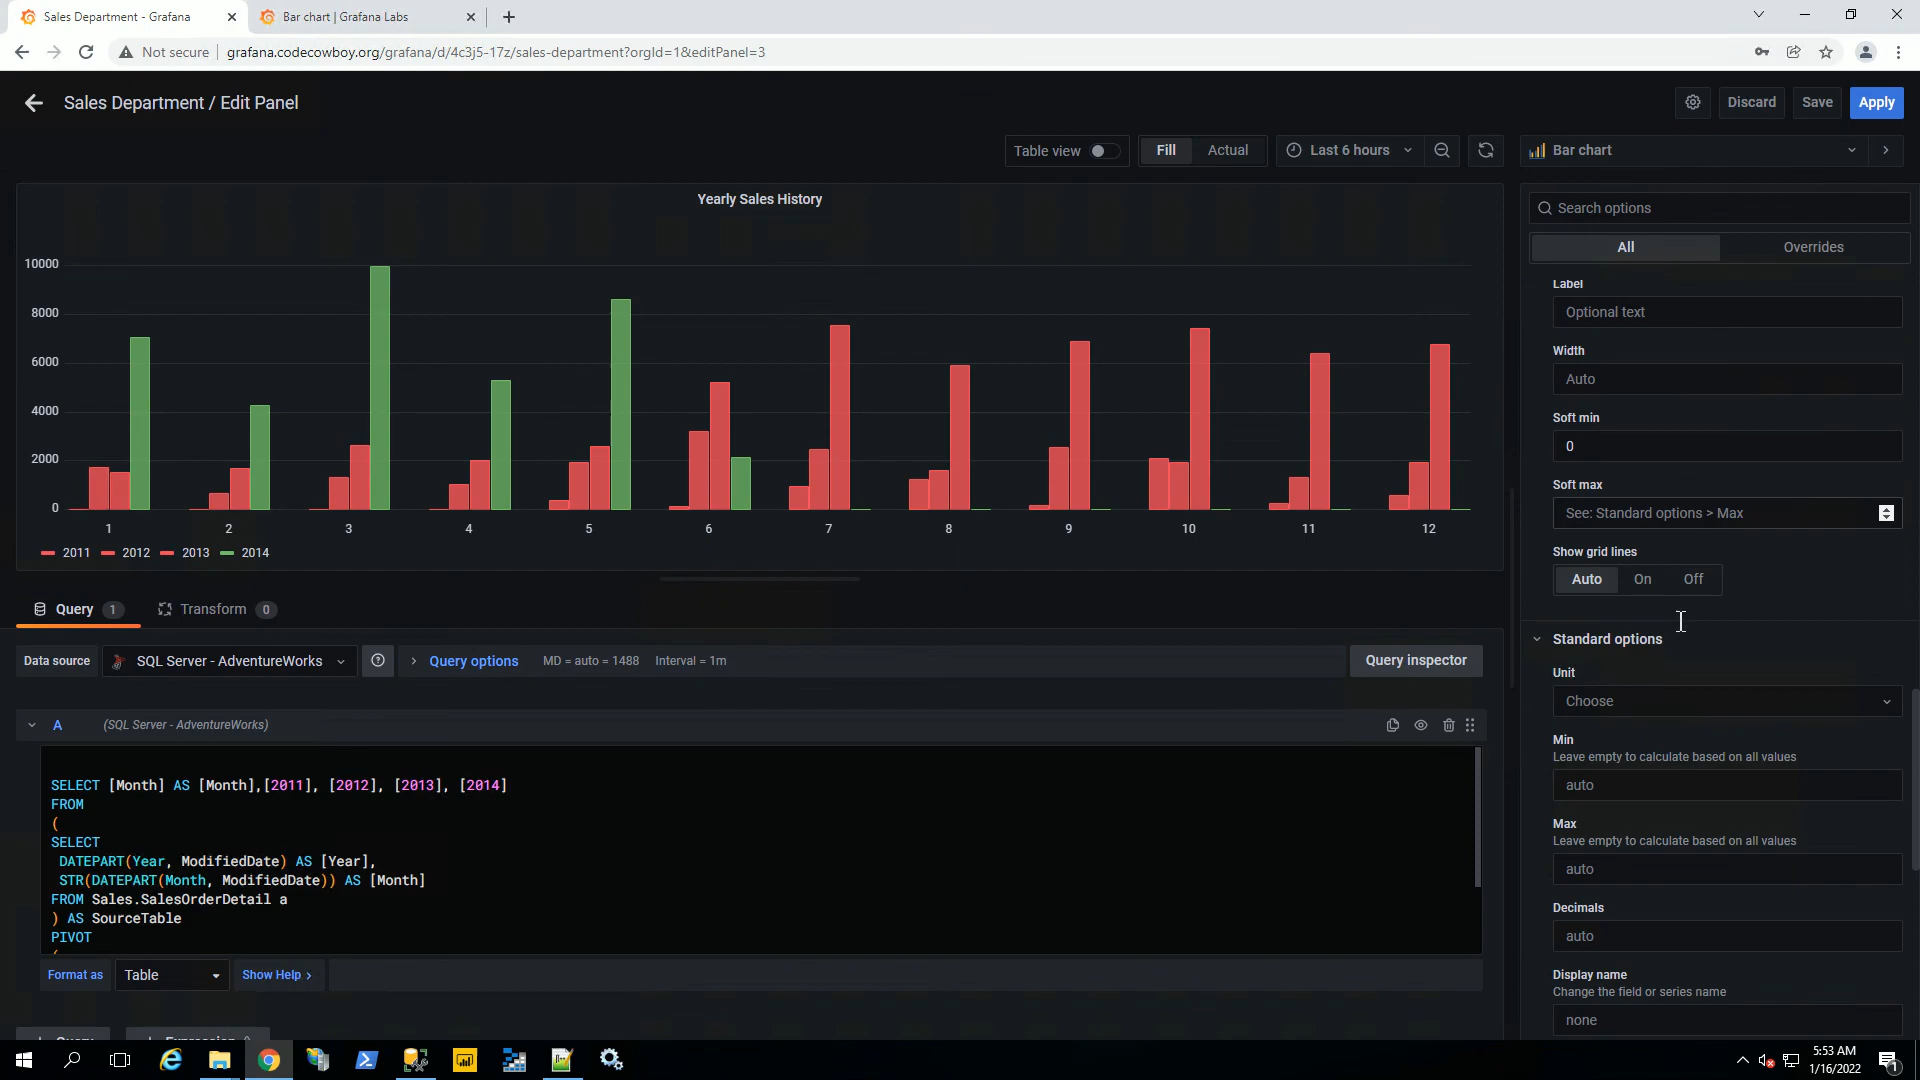 Sales Department - Grafana
Bar chart | Grafana Labs
Not secure
grafana.codecowboy.org/grafana/d/4c3j5-17z/sales-department?orgId=1&editPanel=3
Sales Department / Edit Panel
Discard
Save
Apply
Table view
Fill
Actual
Last 6 hours
Bar chart
Yearly Sales History
10000
8000
6000
4000
2000
0
1 2 3 4 5 6 7 8 9 10 11 12
2011 2012 2013 2014
Search options
All
Overrides
Label
Optional text
Width
Auto
Soft min
0
Soft max
See: Standard options > Max
Show grid lines
Auto On Off
Standard options
Unit
Choose
Min
Leave empty to calculate based on all values
auto
Max
Leave empty to calculate based on all values
auto
Decimals
auto
Display name
Change the field or series name
none
Query 1
Transform 0
Data source
SQL Server - AdventureWorks
Query options
MD = auto = 1488
Interval = 1m
Query inspector
A
(SQL Server - AdventureWorks)
SELECT [Month] AS [Month],[2011], [2012], [2013], [2014]
FROM
(
SELECT
DATEPART(Year, ModifiedDate) AS [Year],
STR(DATEPART(Month, ModifiedDate)) AS [Month]
FROM Sales.SalesOrderDetail a
) AS SourceTable
PIVOT
(
Format as
Table
Show Help >
5:53 AM
1/16/2022
1